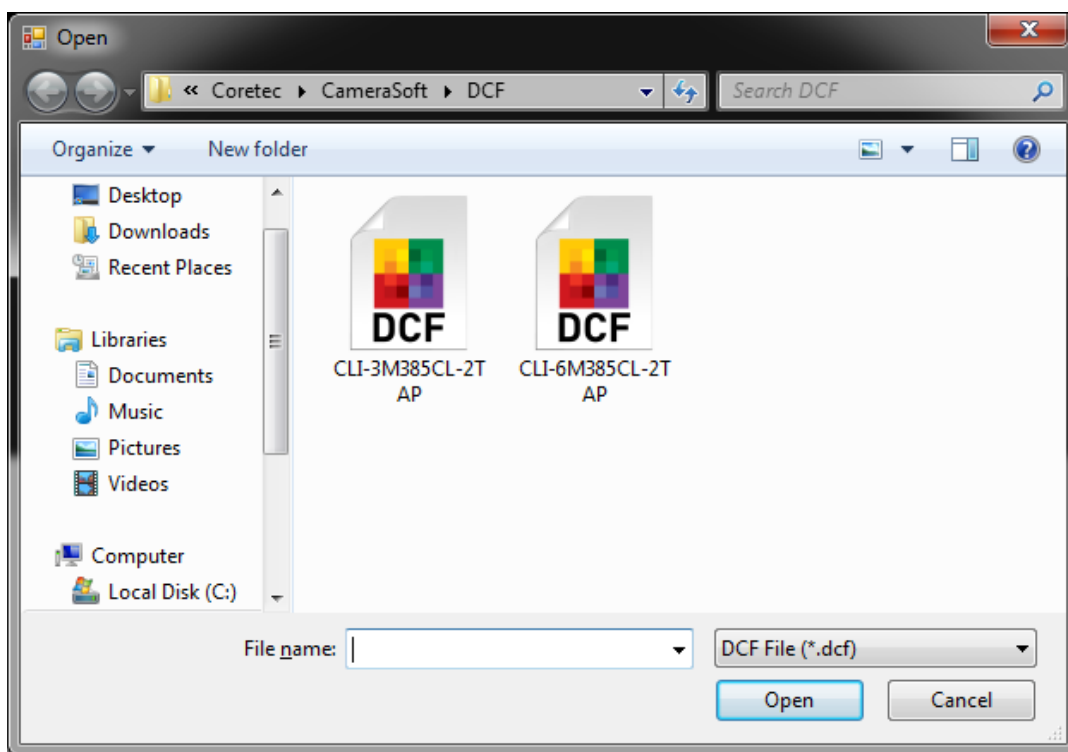 Open
« Coretec CameraSoft DCF
Search DCF
Organize
New folder
Desktop
Downloads
Recent Places
Libraries
Documents
Music
Pictures
Videos
Computer
Local Disk (C:)
DCF
CLI-3M385CL-2T
AP
DCF
CLI-6M385CL-2T
AP
File name:
DCF File (*.dcf)
Open
Cancel